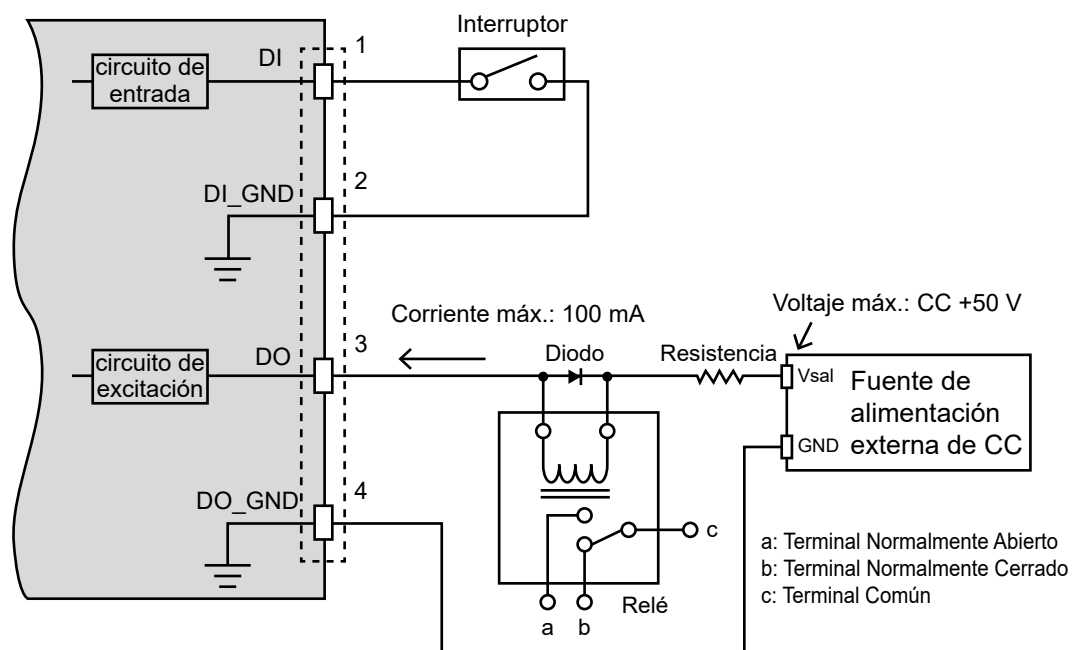 Interruptor
circuito de
entrada
DI
1
DI_GND
2
Corriente máx.: 100 mA
Voltaje máx.: CC +50 V
circuito de
excitación
DO
3
Diodo
Resistencia
Vsal
Fuente de
alimentación
externa de CC
GND
DO_GND
4
c
a: Terminal Normalmente Abierto
b: Terminal Normalmente Cerrado
c: Terminal Común
Relé
a
b